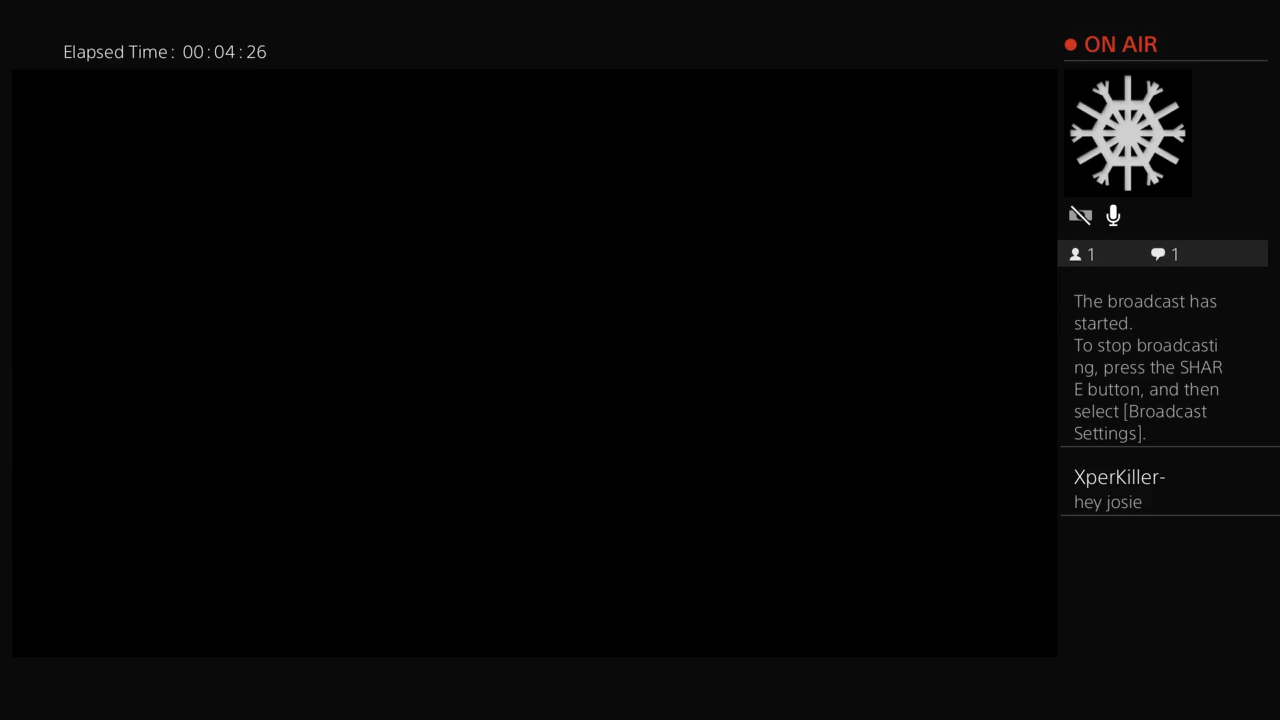 Elapsed Time: 00:04:26
ON AIR
1 1
The broadcast has
started.
To stop broadcasti
ng, press the SHAR
E button, and then
select [Broadcast
Settings].
XperKiller-
hey josie